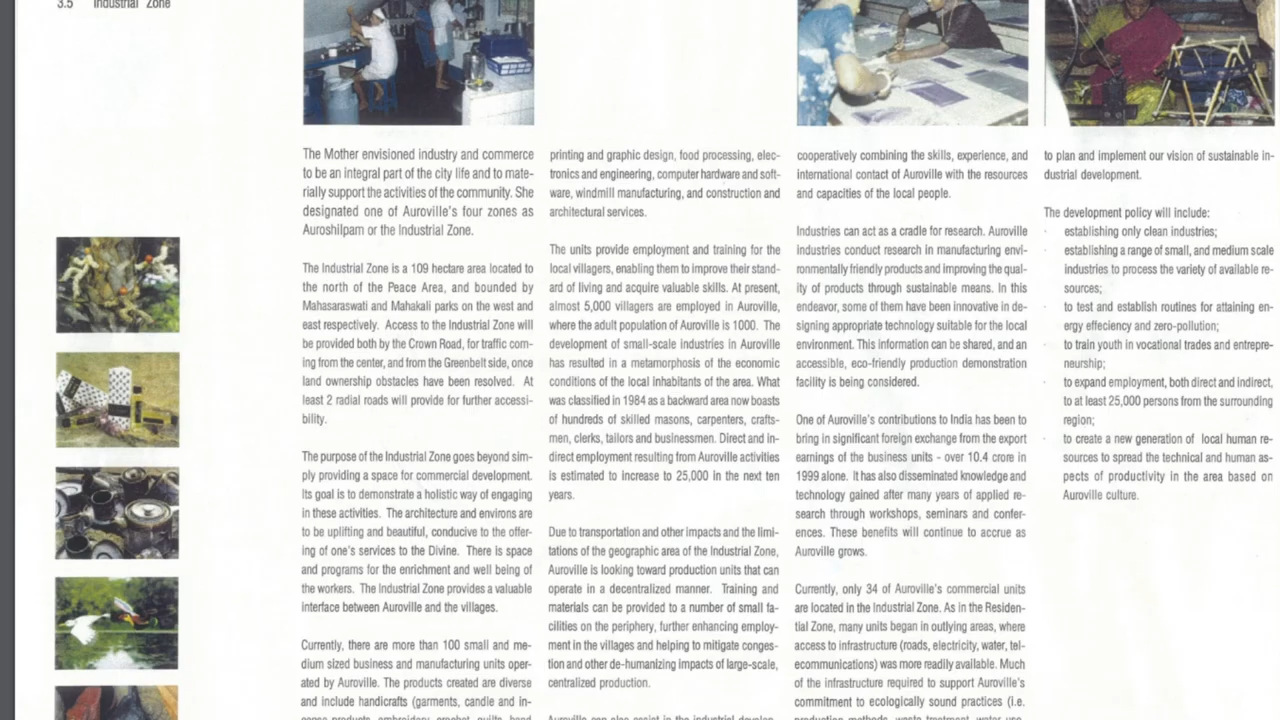 3.5 Industrial Zone
The Mother envisioned industry and commerce
to be an integral part of the city life and to mate-
rially support the activities of the community. She
designated one of Auroville's four zones as
Auroshilpam or the Industrial Zone.
The Industrial Zone is a 109 hectare area located to
the north of the Peace Area, and bounded by
Mahasaraswati and Mahakali parks on the west and
east respectively. Access to the Industrial Zone will
be provided both by the Crown Road, for traffic com-
ing from the center, and from the Greenbelt side, once
land ownership obstacles have been resolved. At
least 2 radial roads will provide for further accessi-
bility.
The purpose of the Industrial Zone goes beyond sim-
ply providing a space for commercial development.
Its goal is to demonstrate a holistic way of engaging
in these activities. The architecture and environs are
to be uplifting and beautiful, conducive to the offer-
ing of one's services to the Divine. There is space
and programs for the enrichment and well being of
the workers. The Industrial Zone provides a valuable
interface between Auroville and the villages.
Currently, there are more than 100 small and me-
dium sized business and manufacturing units oper-
ated by Auroville. The products created are diverse
and include handicrafts (garments, candle and in-
cense products, embroidery, crochet, quilts, hand
printing and graphic design, food processing, elec-
tronics and engineering, computer hardware and soft-
ware, windmill manufacturing, and construction and
architectural services.
The units provide employment and training for the
local villagers, enabling them to improve their stand-
ard of living and acquire valuable skills. At present,
almost 5,000 villagers are employed in Auroville,
where the adult population of Auroville is 1000. The
development of small-scale industries in Auroville
has resulted in a metamorphosis of the economic
conditions of the local inhabitants of the area. What
was classified in 1984 as a backward area now boasts
of hundreds of skilled masons, carpenters, crafts-
men, clerks, tailors and businessmen. Direct and in-
direct employment resulting from Auroville activities
is estimated to increase to 25,000 in the next ten
years.
Due to transportation and other impacts and the limi-
tations of the geographic area of the Industrial Zone,
Auroville is looking toward production units that can
operate in a decentralized manner. Training and
materials can be provided to a number of small fa-
cilities on the periphery, further enhancing employ-
ment in the villages and helping to mitigate conges-
tion and other de-humanizing impacts of large-scale,
centralized production.
Auroville can also assist in the industrial develop-
cooperatively combining the skills, experience, and
international contact of Auroville with the resources
and capacities of the local people.
Industries can act as a cradle for research. Auroville
industries conduct research in manufacturing envi-
ronmentally friendly products and improving the qual-
ity of products through sustainable means. In this
endeavor, some of them have been innovative in de-
signing appropriate technology suitable for the local
environment. This information can be shared, and an
accessible, eco-friendly production demonstration
facility is being considered.
One of Auroville's contributions to India has been to
bring in significant foreign exchange from the export
earnings of the business units - over 10.4 crore in
1999 alone. It has also disseminated knowledge and
technology gained after many years of applied re-
search through workshops, seminars and confer-
ences. These benefits will continue to accrue as
Auroville grows.
Currently, only 34 of Auroville's commercial units
are located in the Industrial Zone. As in the Residen-
tial Zone, many units began in outlying areas, where
access to infrastructure (roads, electricity, water, tel-
ecommunications) was more readily available. Much
of the infrastructure required to support Auroville's
commitment to ecologically sound practices (i.e.
production methods, waste treatment, water use,
to plan and implement our vision of sustainable in-
dustrial development.
The development policy will include:
· establishing only clean industries;
· establishing a range of small, and medium scale
industries to process the variety of available re-
sources;
· to test and establish routines for attaining en-
ergy effeciency and zero-pollution;
· to train youth in vocational trades and entrepre-
neurship;
· to expand employment, both direct and indirect,
to at least 25,000 persons from the surrounding
region;
· to create a new generation of local human re-
sources to spread the technical and human as-
pects of productivity in the area based on
Auroville culture.